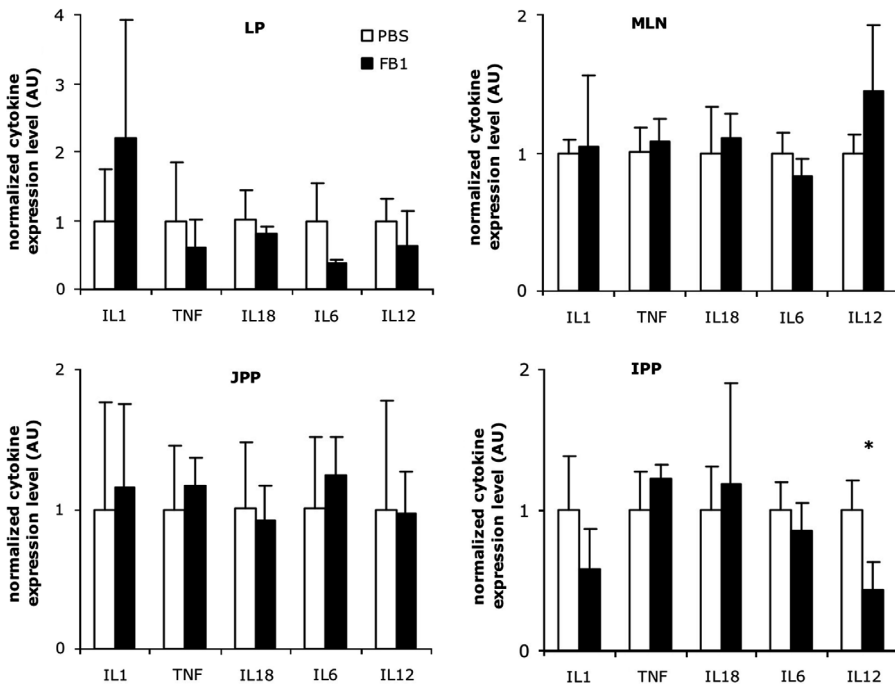 LP
normalized cytokine
expression level (AU)
4
3
2
1
0
PBS
FB1
IL1 TNF IL18 IL6 IL12
MLN
normalized cytokine
expression level (AU)
2
1
0
IL1 TNF IL18 IL6 IL12
JPP
normalized cytokine
expression level (AU)
2
1
0
IL1 TNF IL18 IL6 IL12
IPP
normalized cytokine
expression level (AU)
2
1
0
*
IL1 TNF IL18 IL6 IL12